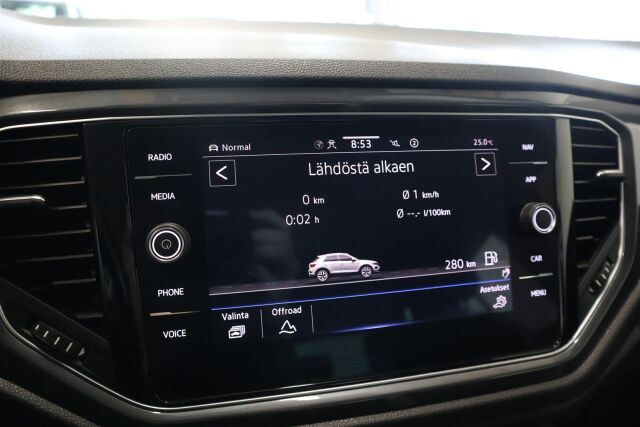 RADIO
MEDIA
PHONE
VOICE
Normal
8:53
2
25.0°C
Lähdöstä alkaen
0 km
Ø 1 km/h
0:02 h
Ø --,- l/100km
280 km
Valinta
Offroad
Asetukset
NAV
APP
CAR
MENU